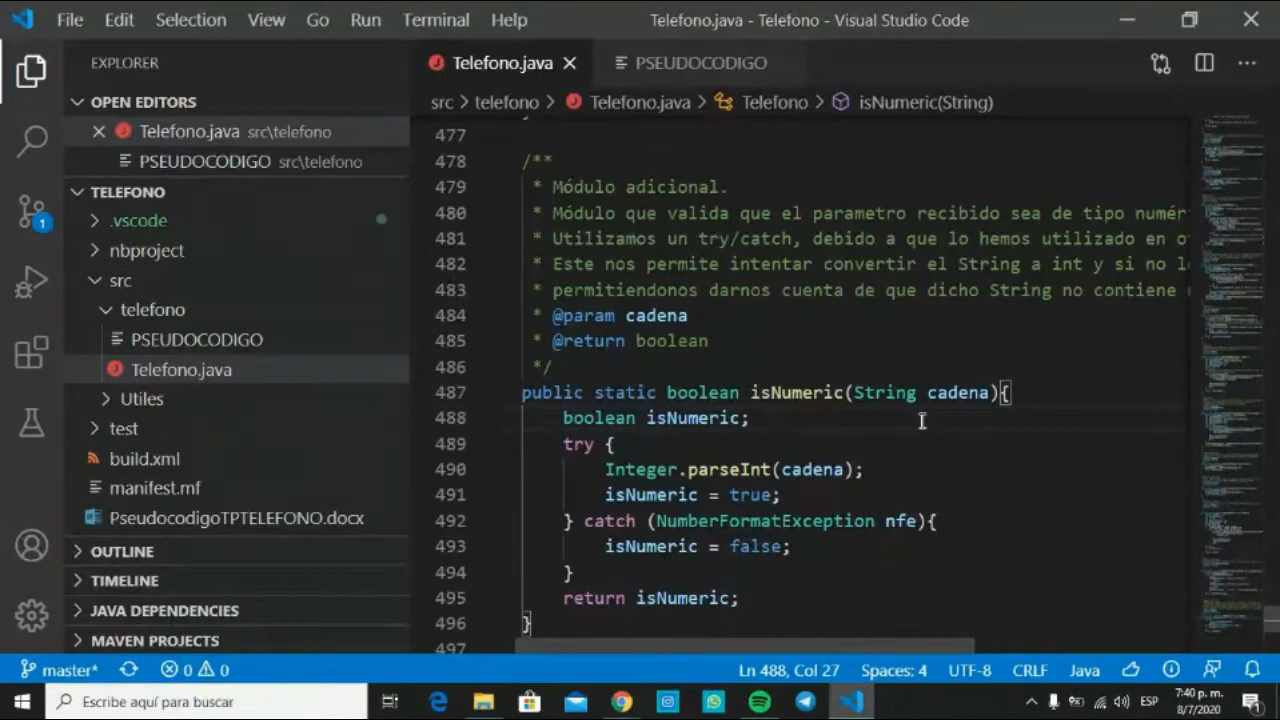 File Edit Selection View Go Run Terminal Help Telefono.java - Telefono - Visual Studio Code
EXPLORER
OPEN EDITORS
Telefono.java src\telefono
PSEUDOCODIGO src\telefono
TELEFONO
.vscode
nbproject
src
telefono
PSEUDOCODIGO
Telefono.java
Utiles
test
build.xml
manifest.mf
PseudocodigoTPTELEFONO.docx
OUTLINE
TIMELINE
JAVA DEPENDENCIES
MAVEN PROJECTS
1
Telefono.java PSEUDOCODIGO
src > telefono > Telefono.java > Telefono > isNumeric(String)
477
478 /**
479 * Módulo adicional.
480 * Módulo que valida que el parametro recibido sea de tipo numér
481 * Utilizamos un try/catch, debido a que lo hemos utilizado en o
482 * Este nos permite intentar convertir el String a int y si no l
483 * permitiendonos darnos cuenta de que dicho String no contiene
484 * @param cadena
485 * @return boolean
486 */
487 public static boolean isNumeric(String cadena){
488 boolean isNumeric;
489 try {
490 Integer.parseInt(cadena);
491 isNumeric = true;
492 } catch (NumberFormatException nfe){
493 isNumeric = false;
494 }
495 return isNumeric;
496 }
497
master* 0 0 Ln 488, Col 27 Spaces: 4 UTF-8 CRLF Java
Escribe aquí para buscar ESP 7:40 p. m.
8/7/2020 1